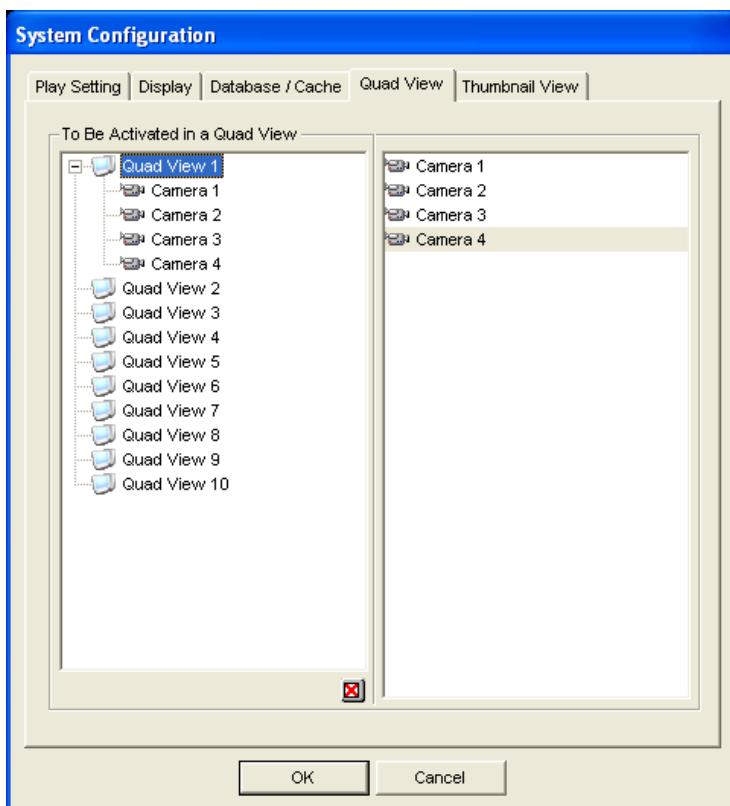 System Configuration
Play Setting Display Database / Cache Quad View Thumbnail View
To Be Activated in a Quad View
Quad View 1
Camera 1
Camera 2
Camera 3
Camera 4
Quad View 2
Quad View 3
Quad View 4
Quad View 5
Quad View 6
Quad View 7
Quad View 8
Quad View 9
Quad View 10
Camera 1
Camera 2
Camera 3
Camera 4
OK Cancel